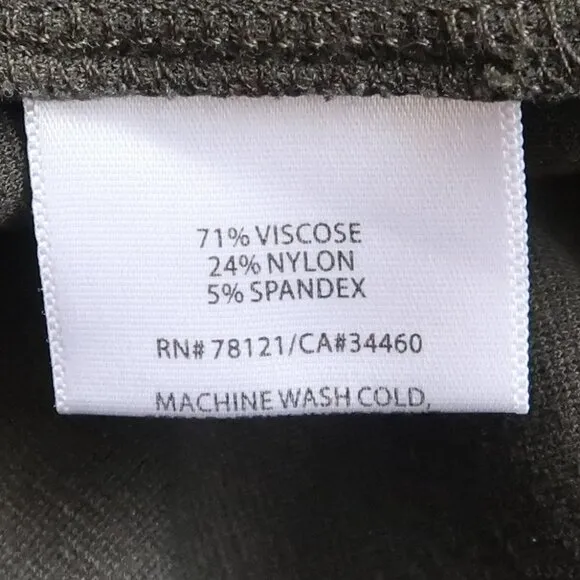 71% VISCOSE
24% NYLON
5% SPANDEX
RN# 78121/CA#34460
MACHINE WASH COLD,